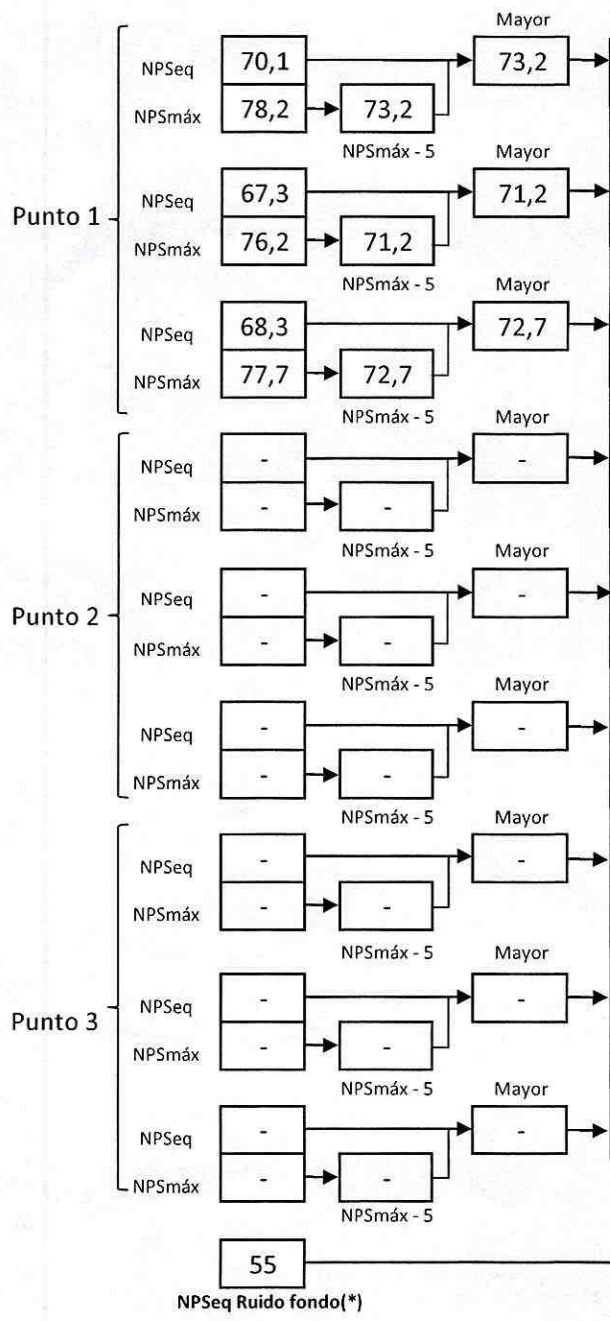 Mayor
NPSeq 70,1 73,2
NPSmáx 78,2 73,2
NPSmáx - 5
Mayor
NPSeq 67,3 71,2
Punto 1
NPSmáx 76,2 71,2
NPSmáx - 5
Mayor
NPSeq 68,3 72,7
NPSmáx 77,7 72,7
NPSmáx - 5
Mayor
NPSeq - -
NPSmáx - -
NPSmáx - 5
Mayor
NPSeq - -
Punto 2
NPSmáx - -
NPSmáx - 5
Mayor
NPSeq - -
NPSmáx - -
NPSmáx - 5
Mayor
NPSeq - -
NPSmáx - -
NPSmáx - 5
Mayor
NPSeq - -
Punto 3
NPSmáx - -
NPSmáx - 5
Mayor
NPSeq - -
NPSmáx - -
NPSmáx - 5
55
NPSeq Ruido fondo(*)